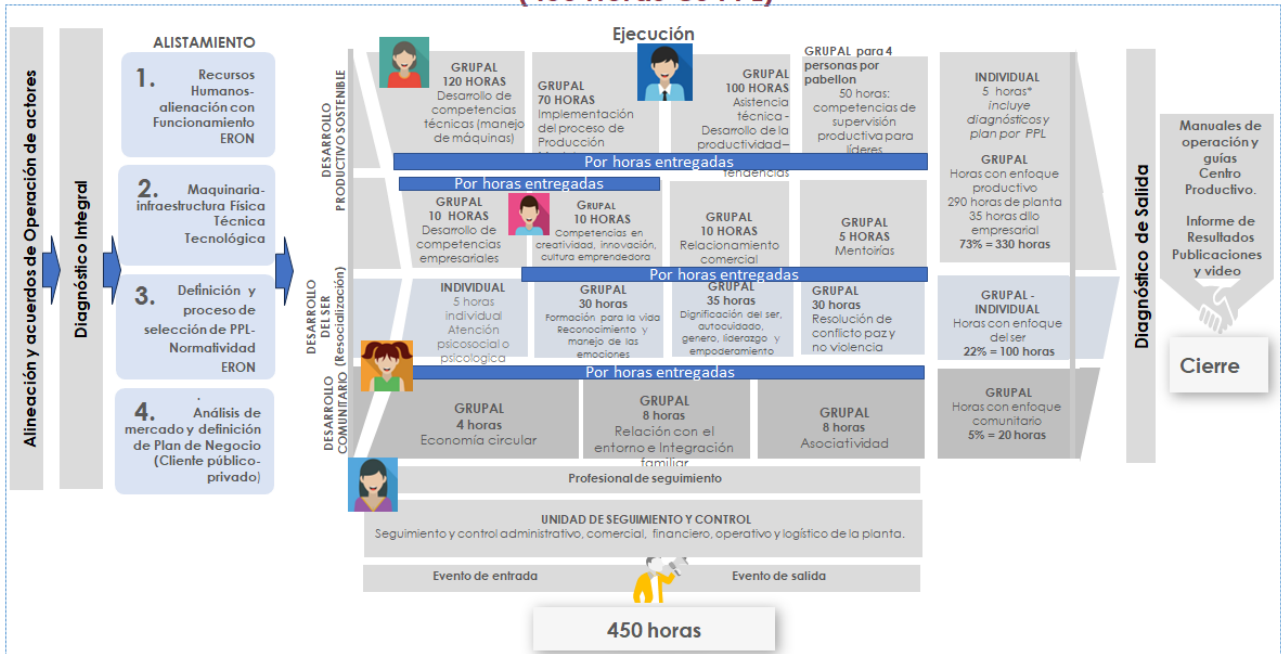 Alineación y acuerdos de Operación de actores
Diagnóstico Integral
ALISTAMIENTO
1. Recursos
Humanos-
alienación con
Funcionamiento
ERON
2. Maquinaria-
infraestructura Física
Técnica
Tecnológica
3. Definición y
proceso de
selección de PPL-
Normatividad
ERON
4. Análisis de
mercado y definición
de Plan de Negocio
(Cliente público-
privado)
Ejecución
DESARROLLO
PRODUCTIVO SOSTENIBLE
GRUPAL
120 HORAS
Desarrollo de
competencias
técnicas (manejo
de máquinas)
GRUPAL
70 HORAS
Implementación
del proceso de
Producción
GRUPAL
100 HORAS
Asistencia
técnica -
Desarrollo de la
productividad–
tendencias
GRUPAL para 4
personas por
pabellon
50 horas:
competencias de
supervisión
productiva para
líderes
Por horas entregadas
Por horas entregadas
GRUPAL
10 HORAS
Desarrollo de
competencias
empresariales
GRUPAL
10 HORAS
Competencias en
creatividad, innovación,
cultura emprendedora
GRUPAL
10 HORAS
Relacionamiento
comercial
GRUPAL
5 HORAS
Mentoirías
INDIVIDUAL
5 horas*
incluye
diagnósticos y
plan por PPL
GRUPAL
Horas con enfoque
productivo
290 horas de planta
35 horas dllo
empresarial
73% = 330 horas
Por horas entregadas
DESARROLLO
DEL SER
(Resocialización)
INDIVIDUAL
5 horas
individual
Atención
psicosocial o
psicologica
GRUPAL
30 horas
Formación para la vida
Reconocimiento y
manejo de las
emociones
GRUPAL
35 horas
Dignificación del ser,
autocuidado,
genero, liderazgo y
empoderamiento
GRUPAL
30 horas
Resolución de
conflicto paz y
no violencia
GRUPAL -
INDIVIDUAL
Horas con enfoque
del ser
22% = 100 horas
Por horas entregadas
DESARROLLO
COMUNITARIO
GRUPAL
4 horas
Economía circular
GRUPAL
8 horas
Relación con el
entorno e Integración
familiar
GRUPAL
8 horas
Asociatividad
GRUPAL
Horas con enfoque
comunitario
5% = 20 horas
Profesional de seguimiento
UNIDAD DE SEGUIMIENTO Y CONTROL
Seguimiento y control administrativo, comercial, financiero, operativo y logístico de la planta.
Evento de entrada
Evento de salida
450 horas
Diagnóstico de Salida
Manuales de
operación y
guías
Centro
Productivo.
Informe de
Resultados
Publicaciones
y video
Cierre